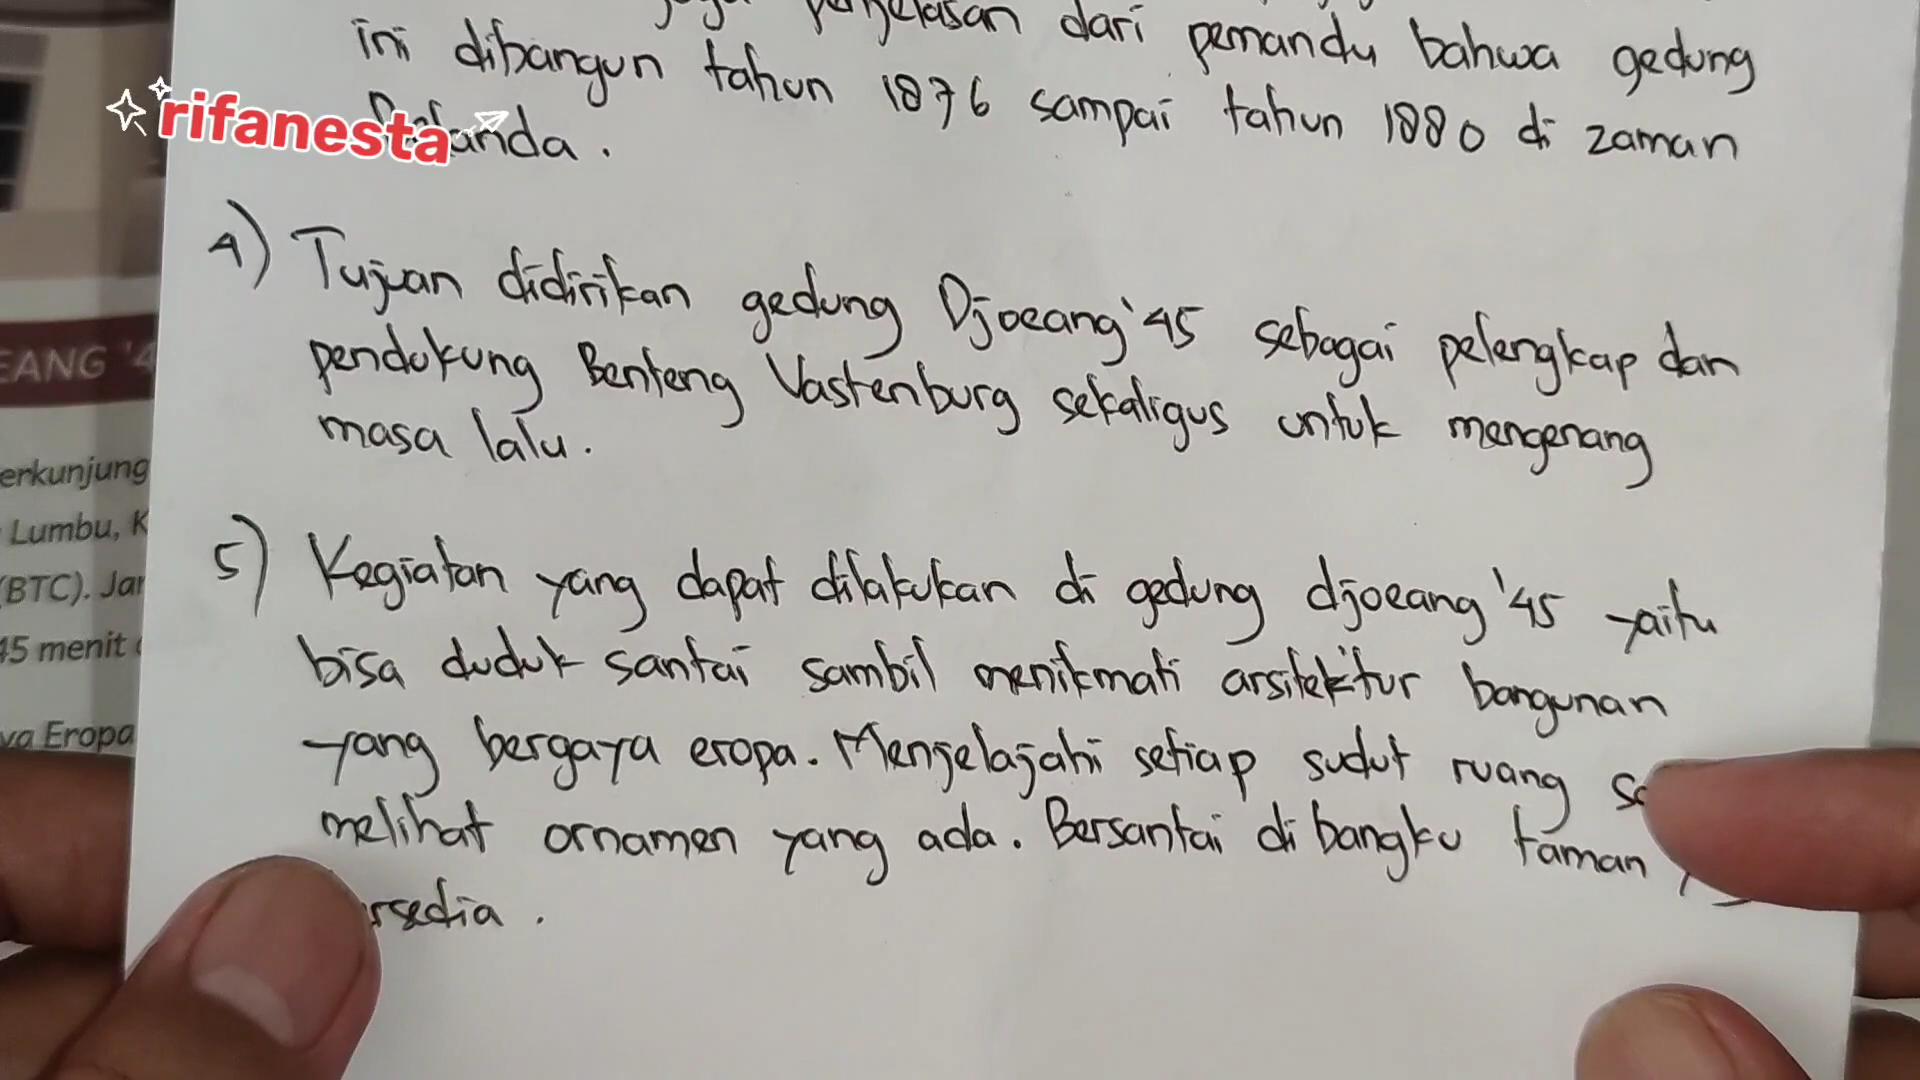 penjelasan dari pemandu bahwa gedung
ini dibangun tahun 1876 sampai tahun 1880 di zaman
rifanesta
4) Tujuan didirikan gedung Djoeang '45 sebagai pelengkap dan
pendukung Benteng Vastenburg sekaligus untuk mengenang
masa lalu.
5) Kegiatan yang dapat dilakukan di gedung djoeang '45 yaitu
bisa duduk santai sambil menikmati arsitektur bangunan
yang bergaya eropa. Menjelajahi setiap sudut ruang
melihat ornamen yang ada. Bersantai di bangku taman
rsedia.
EANG '4
erkunjung
Lumbu, K
(BTC). Jar
45 menit
ya Eropa